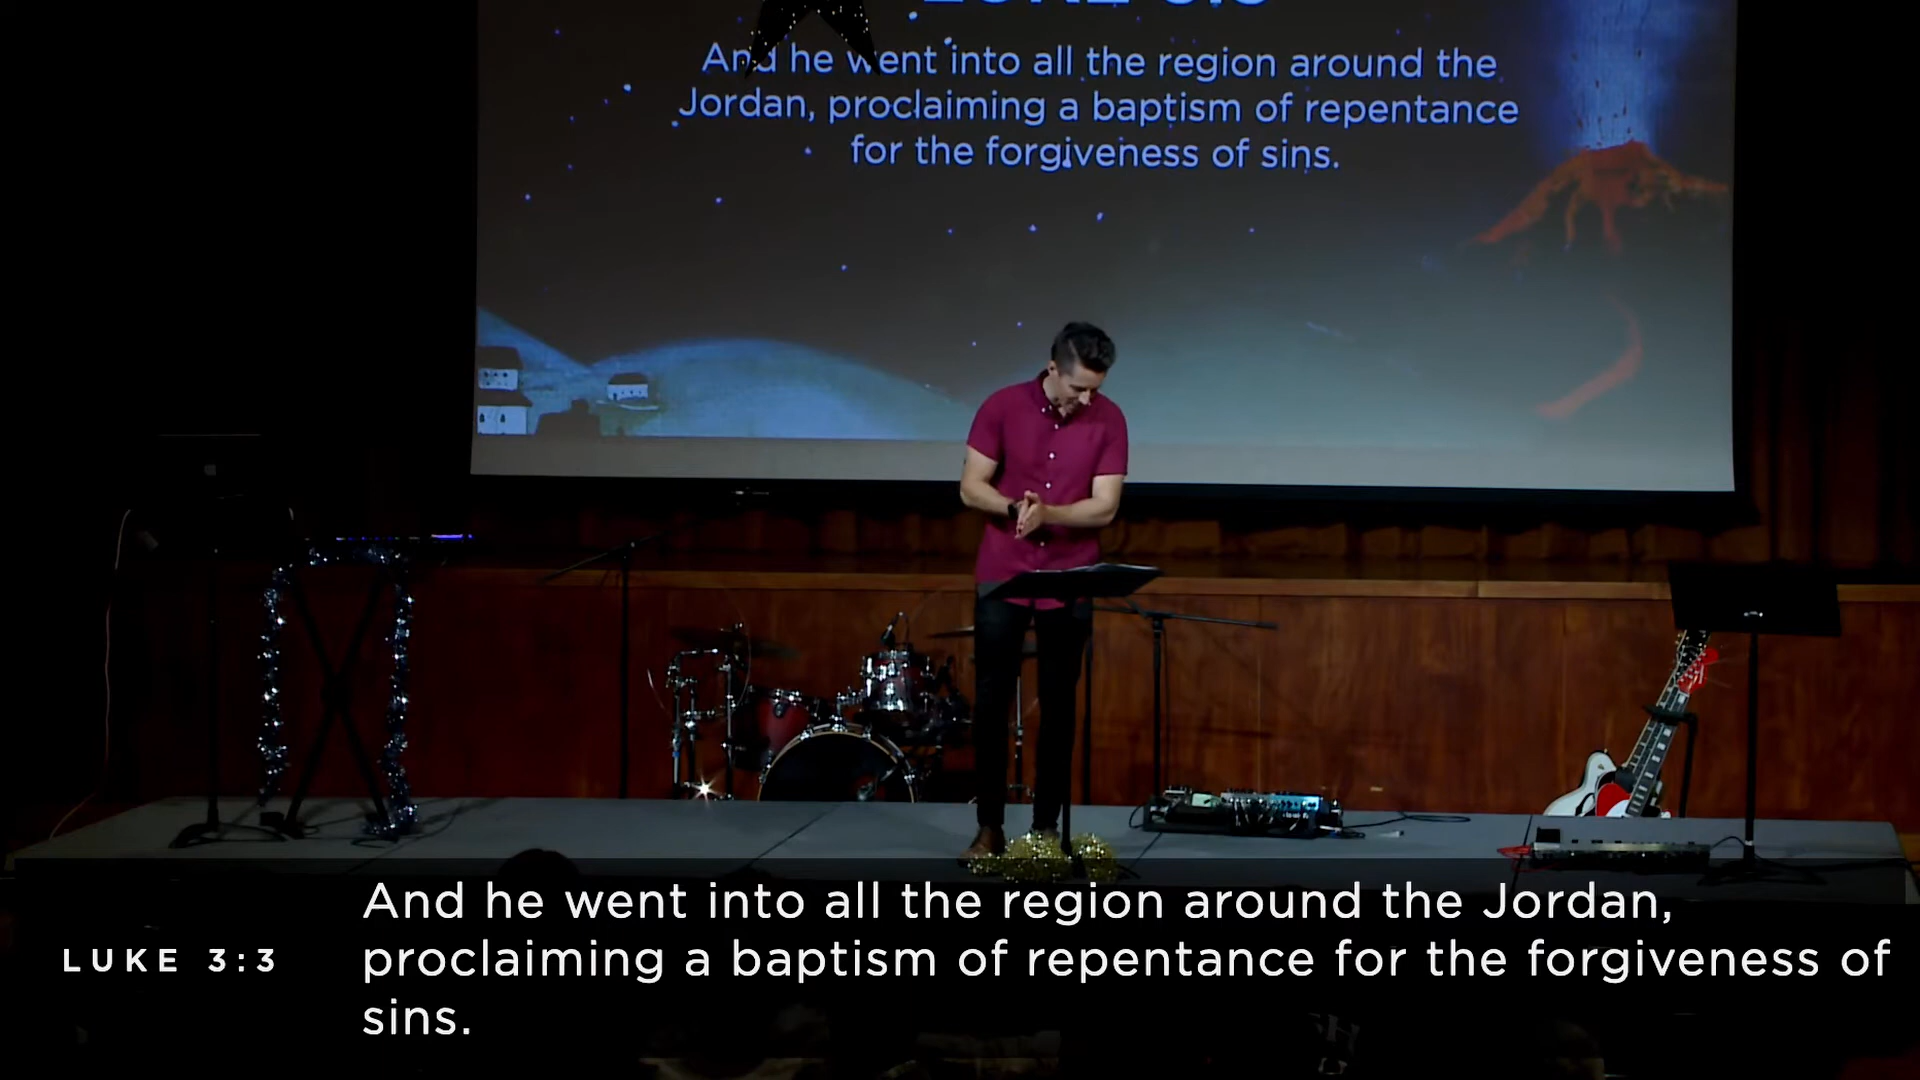 And he went into all the region around the
Jordan, proclaiming a baptism of repentance
for the forgiveness of sins.
LUKE 3:3
And he went into all the region around the Jordan,
proclaiming a baptism of repentance for the forgiveness of
sins.